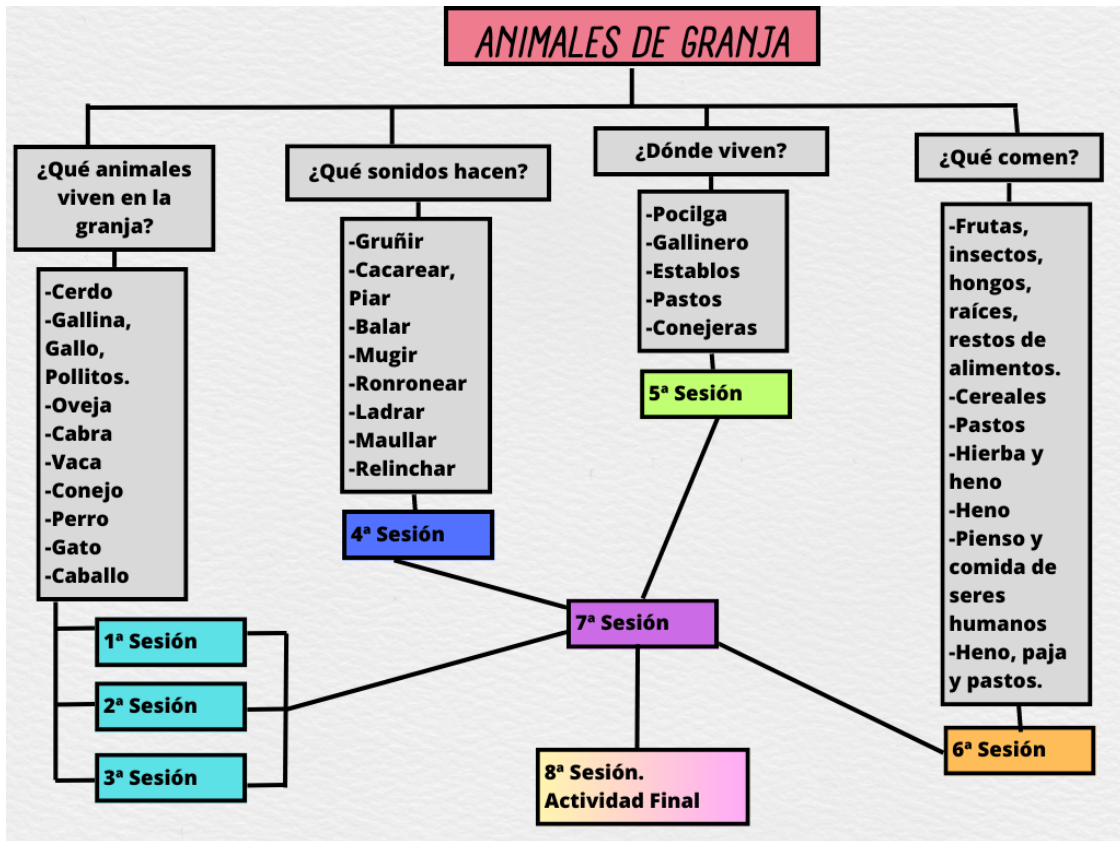 ANIMALES DE GRANJA
¿Qué animales
viven en la
granja?
-Cerdo
-Gallina,
Gallo,
Pollitos.
-Oveja
-Cabra
-Vaca
-Conejo
-Perro
-Gato
-Caballo
1ª Sesión
2ª Sesión
3ª Sesión
¿Qué sonidos hacen?
-Gruñir
-Cacarear,
Piar
-Balar
-Mugir
-Ronronear
-Ladrar
-Maullar
-Relinchar
4ª Sesión
¿Dónde viven?
-Pocilga
-Gallinero
-Establos
-Pastos
-Conejeras
5ª Sesión
¿Qué comen?
-Frutas,
insectos,
hongos,
raíces,
restos de
alimentos.
-Cereales
-Pastos
-Hierba y
heno
-Heno
-Pienso y
comida de
seres
humanos
-Heno, paja
y pastos.
6ª Sesión
7ª Sesión
8ª Sesión.
Actividad Final